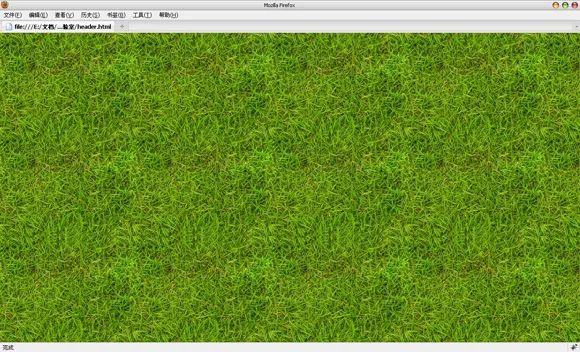 Mozilla Firefox
文件(F) 编辑(E) 查看(V) 历史(S) 书签(B) 工具(T) 帮助(H)
file:///E:/文档/...验室/header.html
完成